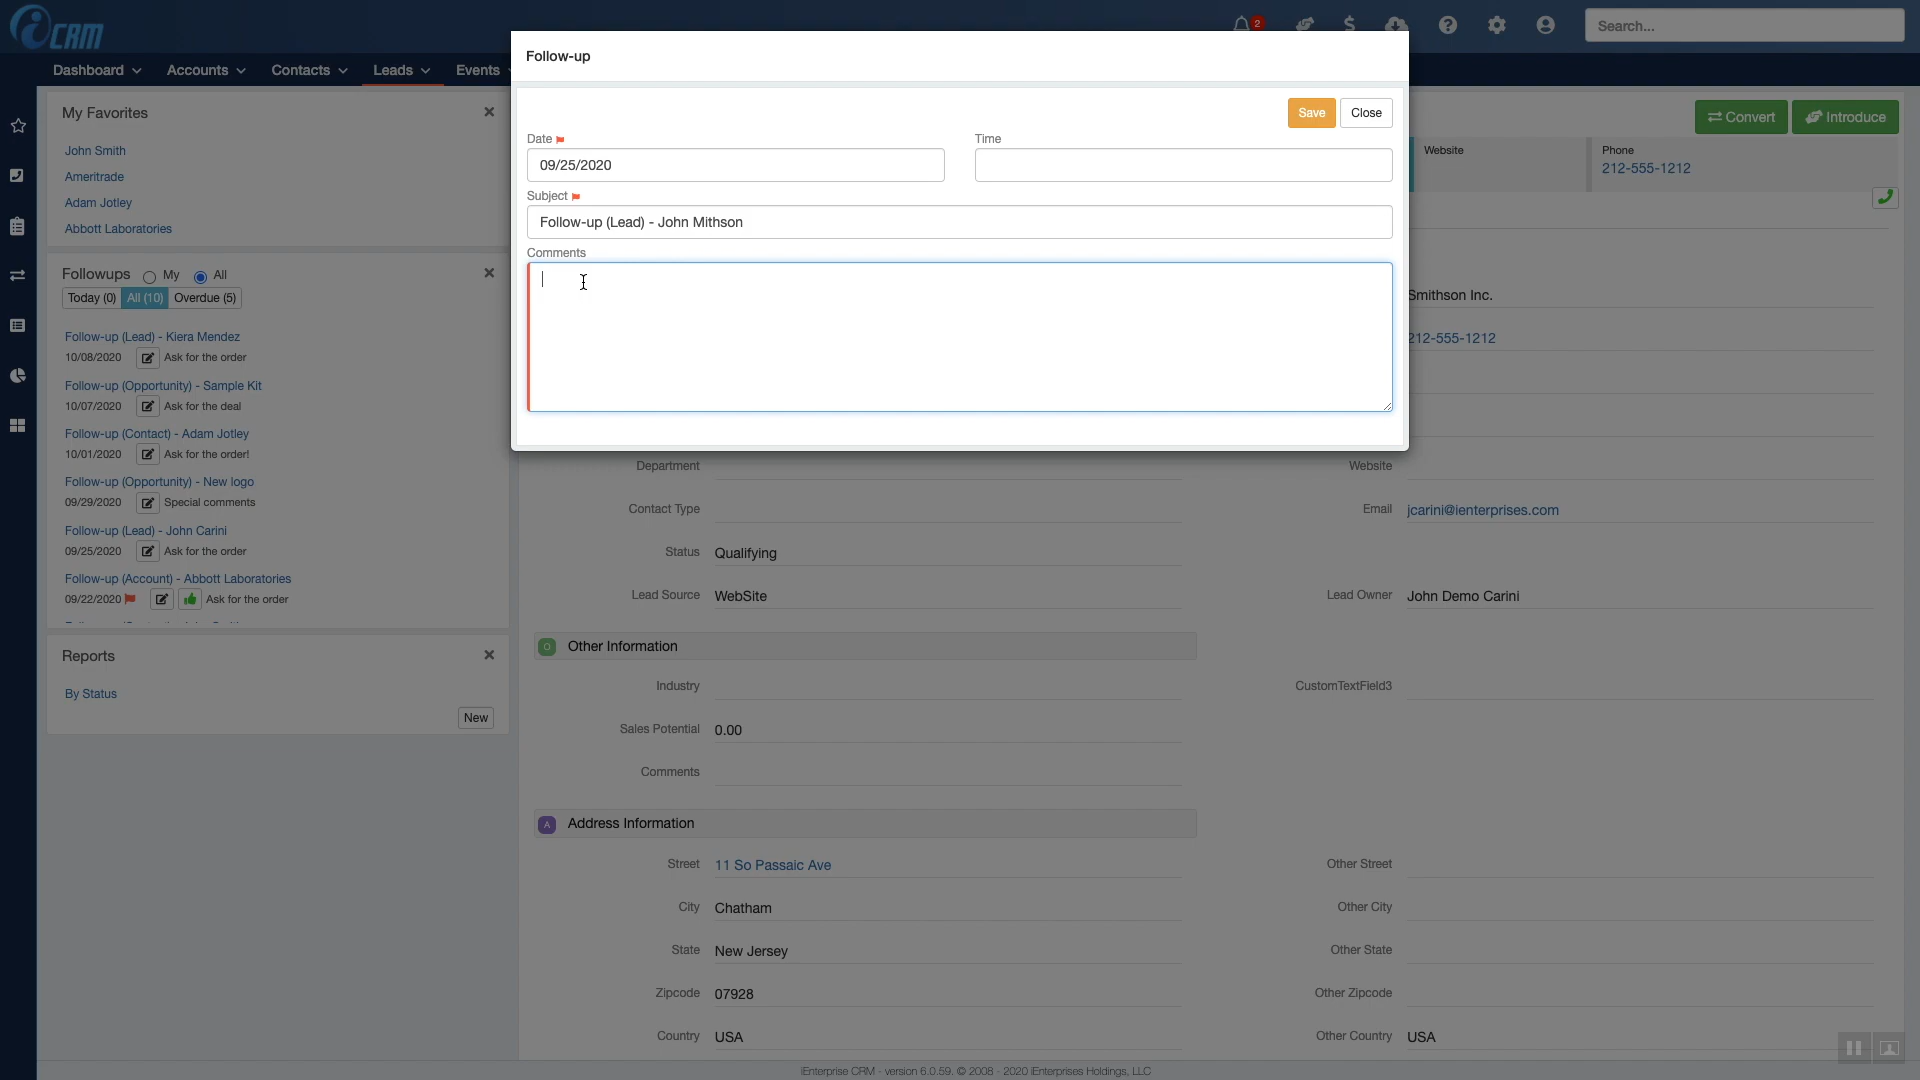 iCRM
2
Search...
Dashboard
Accounts
Contacts
Leads
Events
Follow-up
Save
Close
Date
Time
09/25/2020
Subject
Follow-up (Lead) - John Mithson
Comments
My Favorites
John Smith
Ameritrade
Adam Jotley
Abbott Laboratories
Followups
My
All
Today (0)
All (10)
Overdue (5)
Follow-up (Lead) - Kiera Mendez
10/08/2020
Ask for the order
Follow-up (Opportunity) - Sample Kit
10/07/2020
Ask for the deal
Follow-up (Contact) - Adam Jotley
10/01/2020
Ask for the order!
Follow-up (Opportunity) - New logo
09/29/2020
Special comments
Follow-up (Lead) - John Carini
09/25/2020
Ask for the order
Follow-up (Account) - Abbott Laboratories
09/22/2020
Ask for the order
Reports
By Status
New
Convert
Introduce
Website
Phone
212-555-1212
Smithson Inc.
212-555-1212
Department
Website
Contact Type
Email
jcarini@ienterprises.com
Status
Qualifying
Lead Source
WebSite
Lead Owner
John Demo Carini
O
Other Information
Industry
CustomTextField3
Sales Potential
0.00
Comments
A
Address Information
Street
11 So Passaic Ave
Other Street
City
Chatham
Other City
State
New Jersey
Other State
Zipcode
07928
Other Zipcode
Country
USA
Other Country
USA
iEnterprise CRM - version 6.0.59. © 2008 - 2020 iEnterprises Holdings, LLC